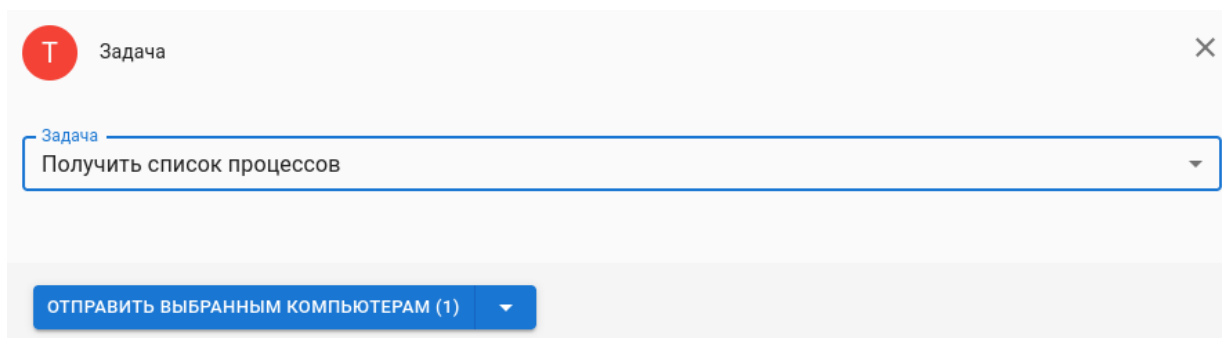 T
Задача
Задача
Получить список процессов
ОТПРАВИТЬ ВЫБРАННЫМ КОМПЬЮТЕРАМ (1)